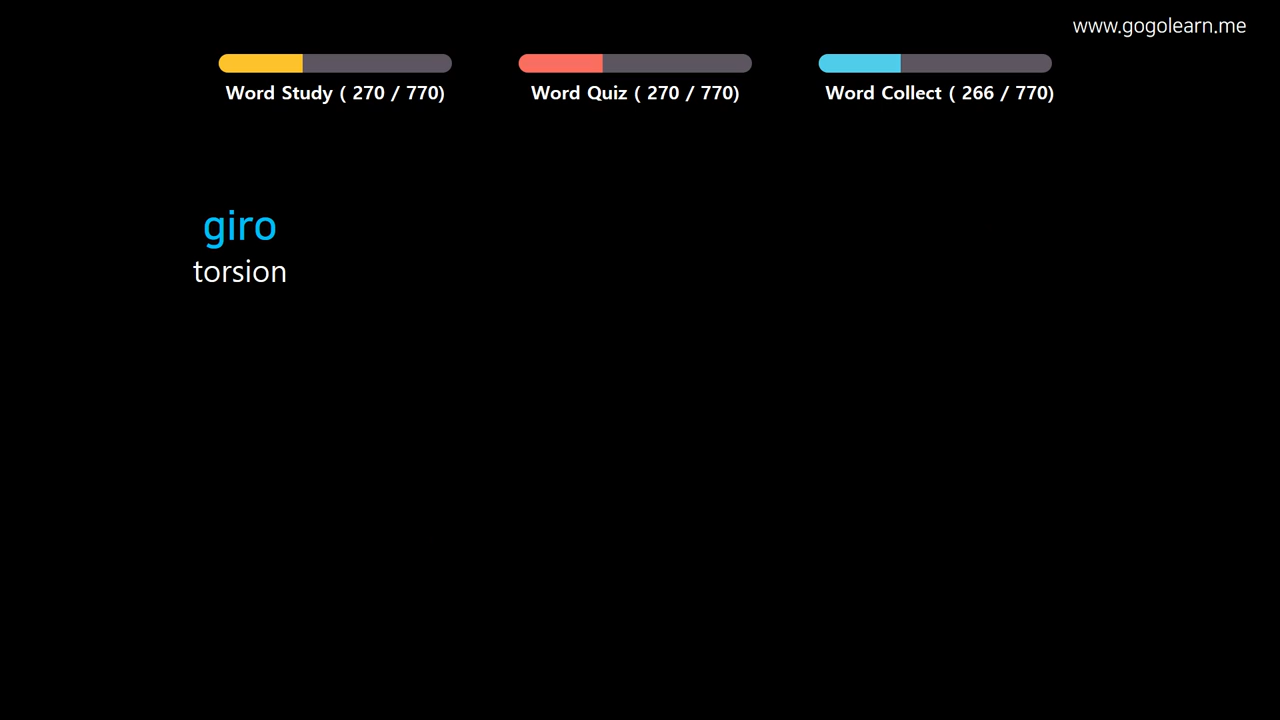 www.gogolearn.me
Word Study ( 270 / 770)
Word Quiz ( 270 / 770)
Word Collect ( 266 / 770)
giro
torsion